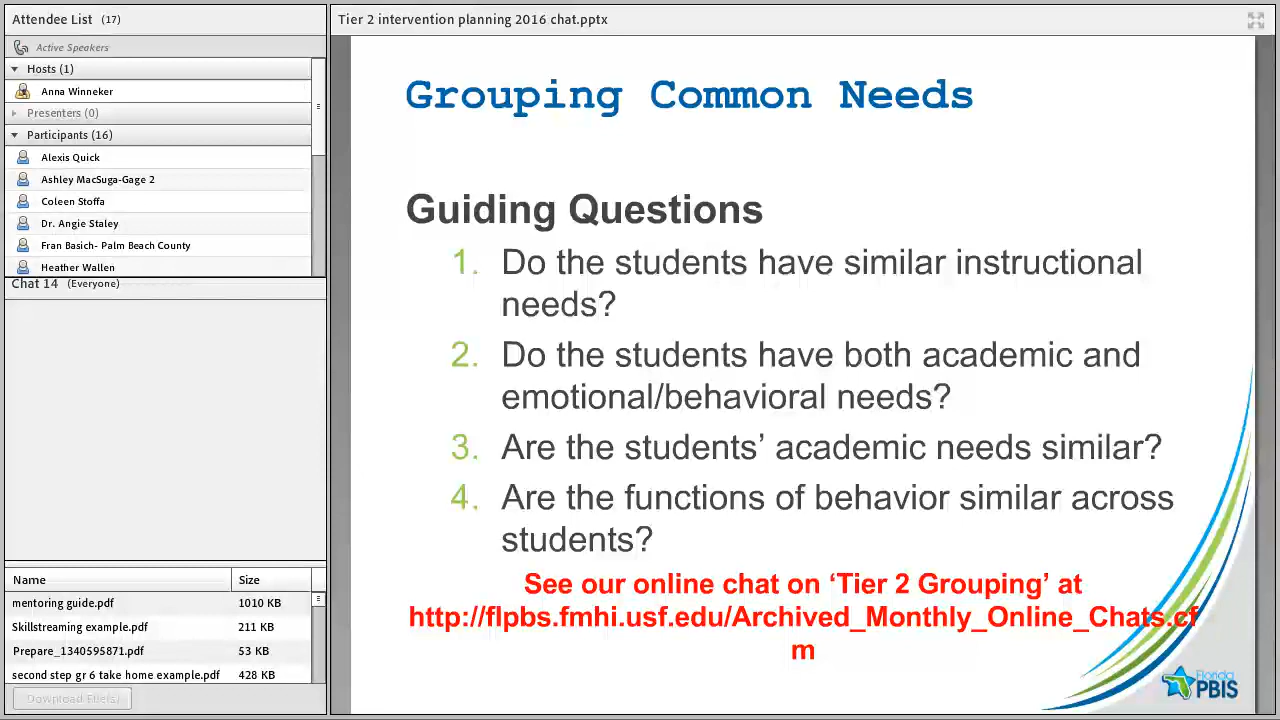 Attendee List (17)
Active Speakers
Hosts (1)
Anna Winneker
Presenters (0)
Participants (16)
Alexis Quick
Ashley MacSuga-Gage 2
Coleen Stoffa
Dr. Angie Staley
Fran Basich- Palm Beach County
Heather Wallen
Chat 14 (Everyone)
Name Size
mentoring guide.pdf 1010 KB
Skillstreaming example.pdf 211 KB
Prepare_1340595871.pdf 53 KB
second step gr 6 take home example.pdf 428 KB
Download File(s)
Tier 2 intervention planning 2016 chat.pptx
Grouping Common Needs
Guiding Questions
1. Do the students have similar instructional
needs?
2. Do the students have both academic and
emotional/behavioral needs?
3. Are the students’ academic needs similar?
4. Are the functions of behavior similar across
students?
See our online chat on ‘Tier 2 Grouping’ at
http://flpbs.fmhi.usf.edu/Archived_Monthly_Online_Chats.cf
m
Florida
PBIS